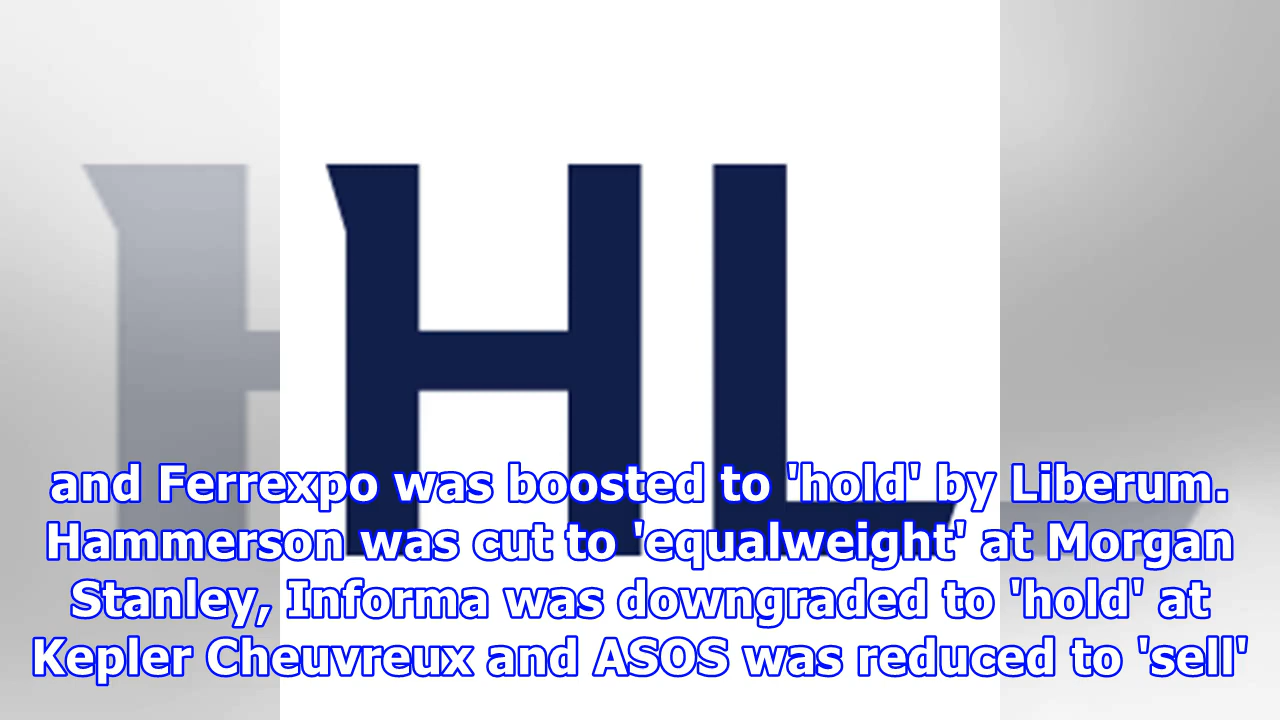 HL
and Ferrexpo was boosted to 'hold' by Liberum.
Hammerson was cut to 'equalweight' at Morgan
Stanley, Informa was downgraded to 'hold' at
Kepler Cheuvreux and ASOS was reduced to 'sell'